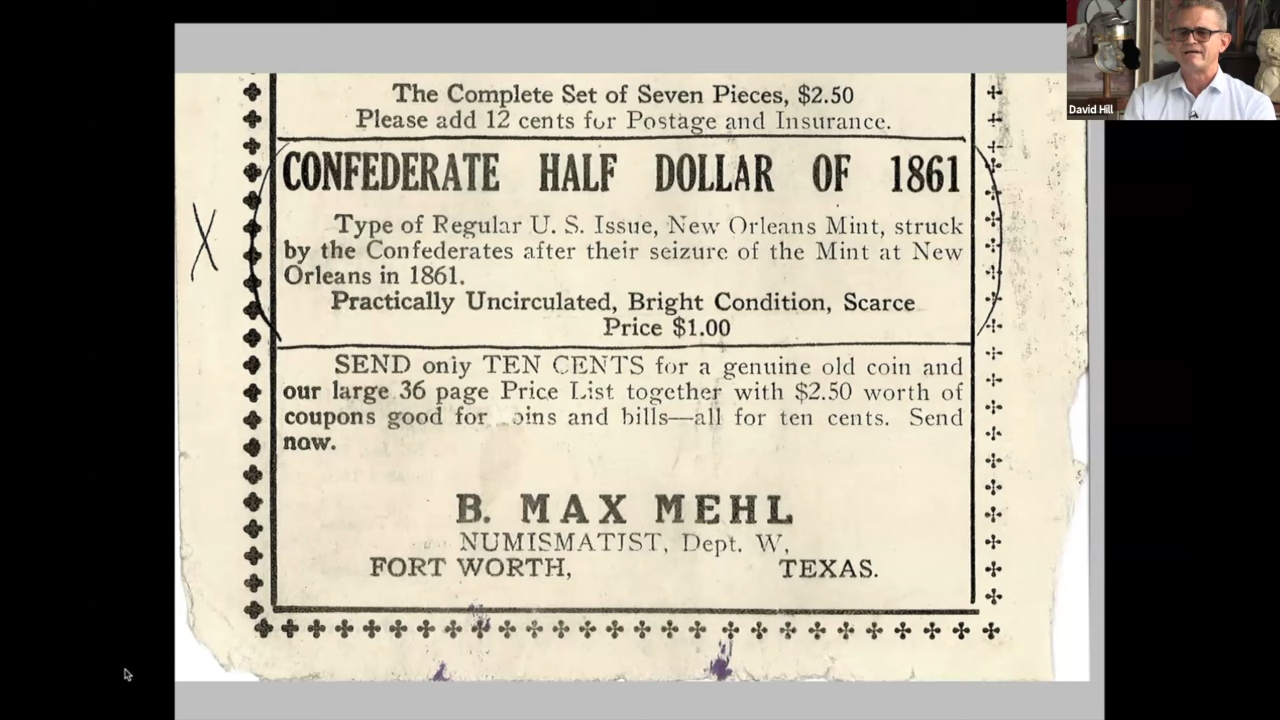 David Hill
The Complete Set of Seven Pieces, $2.50
Please add 12 cents for Postage and Insurance.
CONFEDERATE HALF DOLLAR OF 1861
X
Type of Regular U. S. Issue, New Orleans Mint, struck
by the Confederates after their seizure of the Mint at New
Orleans in 1861.
Practically Uncirculated, Bright Condition, Scarce
Price $1.00
SEND only TEN CENTS for a genuine old coin and
our large 36 page Price List together with $2.50 worth of
coupons good for oins and bills—all for ten cents. Send
now.
B. MAX MEHL
NUMISMATIST, Dept. W,
FORT WORTH, TEXAS.